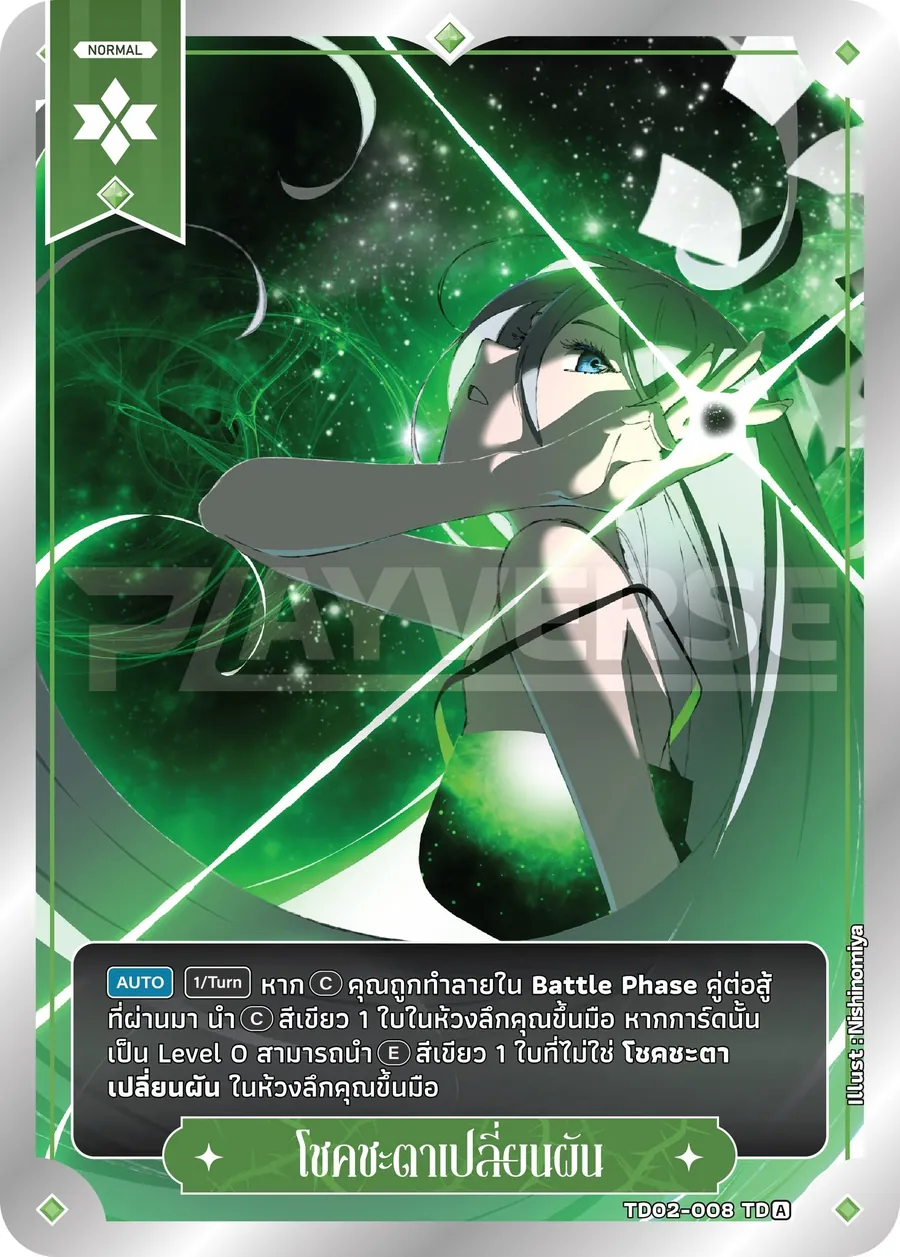 NORMAL
PLAYVERSE
AUTO 1/Turn หาก C คุณถูกทำลายใน Battle Phase คู่ต่อสู้
ที่ผ่านมา นำ C สีเขียว 1 ใบในห้วงลึกคุณขึ้นมือ หากการ์ดนั้น
เป็น Level 0 สามารถนำ E สีเขียว 1 ใบที่ไม่ใช่ โชคชะตา
เปลี่ยนผัน ในห้วงลึกคุณขึ้นมือ
Illust : Nishinomiya
โชคชะตาเปลี่ยนผัน
TD02-008 TD A